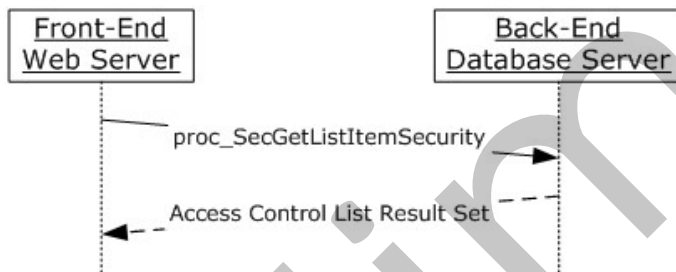 Front-End
Web Server
Back-End
Database Server
proc_SecGetListItemSecurity
Access Control List Result Set